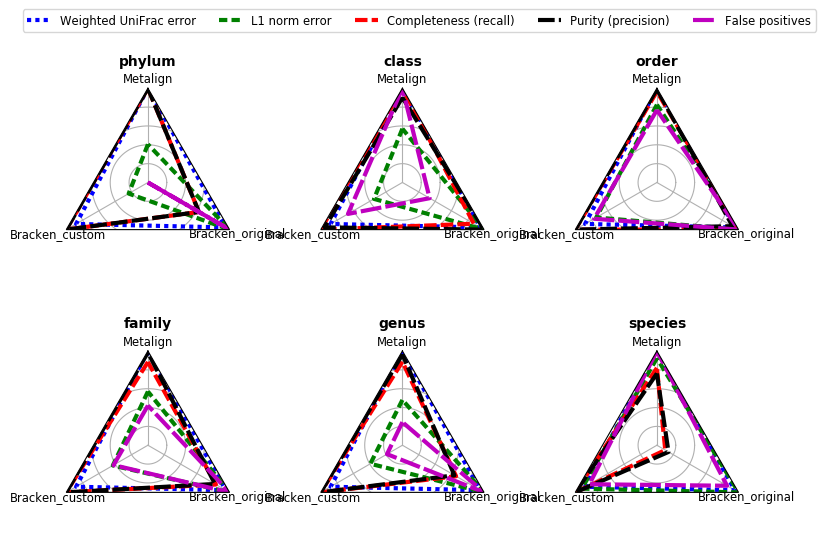 Weighted UniFrac error L1 norm error Completeness (recall) Purity (precision) False positives
phylum class order
Metalign Metalign Metalign
Bracken_custom Bracken_original Bracken_custom Bracken_original Bracken_custom Bracken_original
family genus species
Metalign Metalign Metalign
Bracken_custom Bracken_original Bracken_custom Bracken_original Bracken_custom Bracken_original